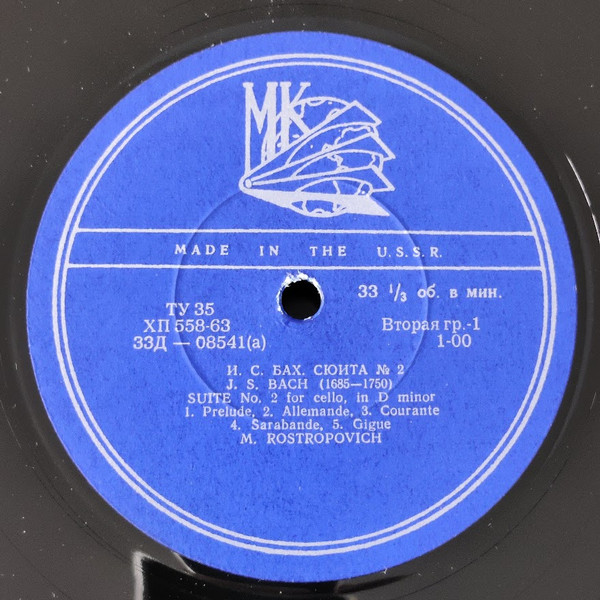 МК
MADE IN THE U.S.S.R.
33 1/3 об. в мин.
ТУ 35
ХП 558-63
33Д — 08541(а)
Вторая гр.-1
1-00
И. С. БАХ. СЮИТА № 2
J. S. BACH (1685—1750)
SUITE No. 2 for cello, in D minor
1. Prelude, 2. Allemande, 3. Courante
4. Sarabande, 5. Gigue
M. ROSTROPOVICH